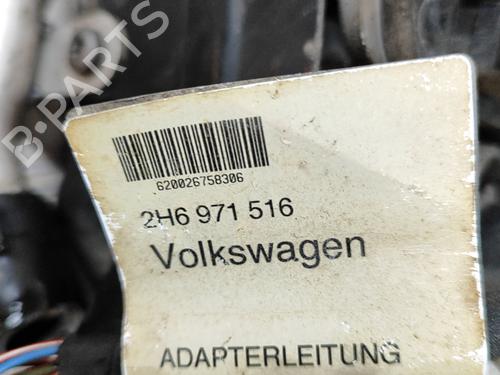 B-PARTS
620026758306
2H6 971 516
Volkswagen
ADAPTERLEITUNG